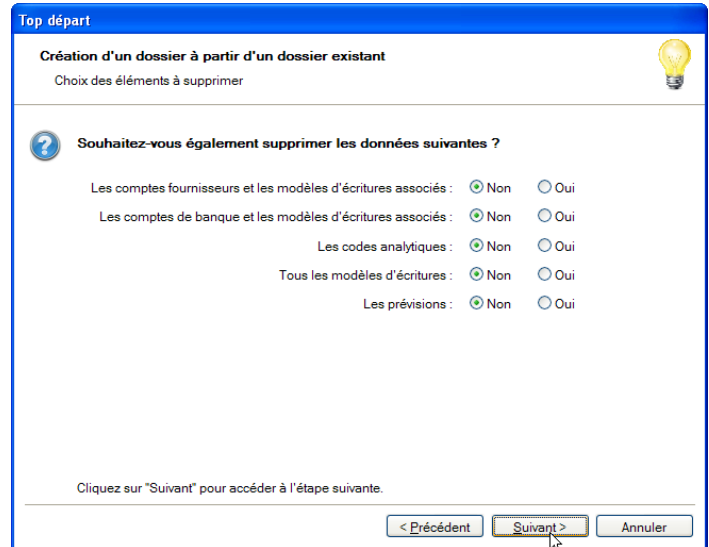 Top départ
Création d'un dossier à partir d'un dossier existant
Choix des éléments à supprimer
Souhaitez-vous également supprimer les données suivantes ?
Les comptes fournisseurs et les modèles d'écritures associés : Non Oui
Les comptes de banque et les modèles d'écritures associés : Non Oui
Les codes analytiques : Non Oui
Tous les modèles d'écritures : Non Oui
Les prévisions : Non Oui
Cliquez sur "Suivant" pour accéder à l'étape suivante.
< Précédent Suivant > Annuler